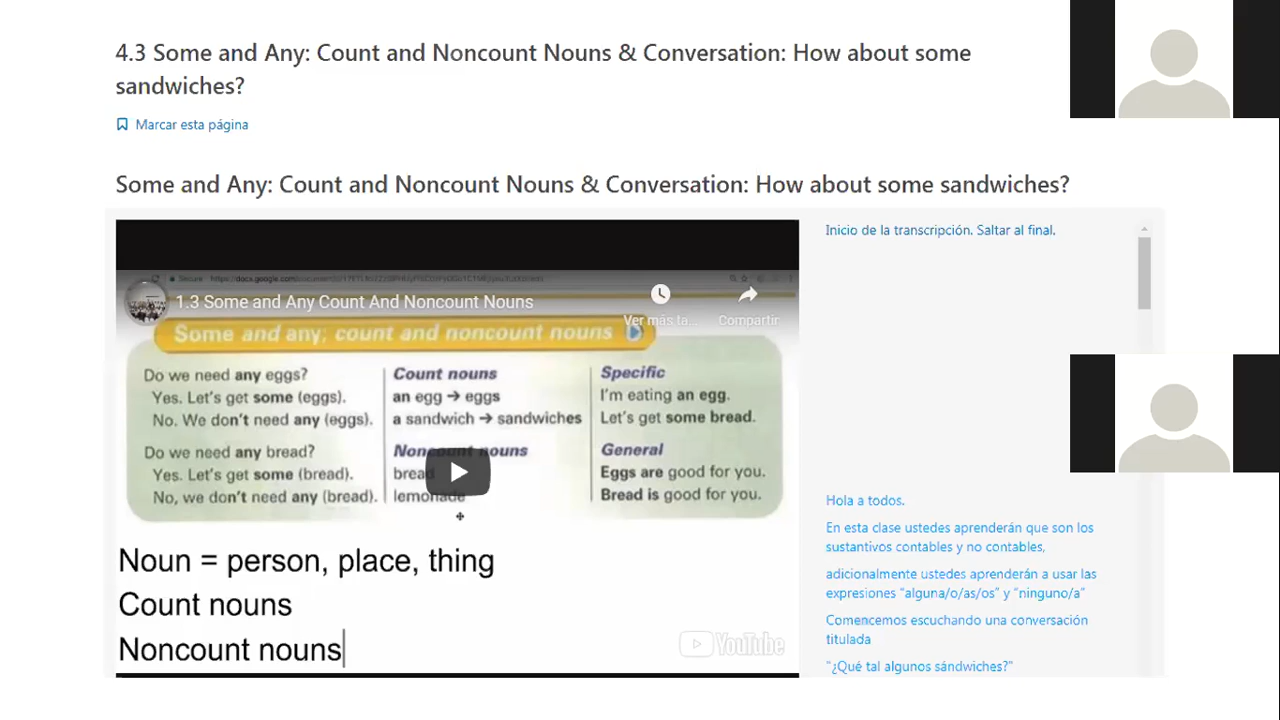 4.3 Some and Any: Count and Noncount Nouns & Conversation: How about some
sandwiches?
Marcar esta página
Some and Any: Count and Noncount Nouns & Conversation: How about some sandwiches?
1.3 Some and Any Count And Noncount Nouns
Ver más ta...
Compartir
Some and any; count and noncount nouns
Do we need any eggs?
Yes. Let's get some (eggs).
No. We don't need any (eggs).
Do we need any bread?
Yes. Let's get some (bread).
No, we don't need any (bread).
Count nouns
an egg → eggs
a sandwich → sandwiches
Noncount nouns
bread
lemonade
Specific
I'm eating an egg.
Let's get some bread.
General
Eggs are good for you.
Bread is good for you.
Noun = person, place, thing
Count nouns
Noncount nouns
YouTube
Inicio de la transcripción. Saltar al final.
Hola a todos.
En esta clase ustedes aprenderán que son los
sustantivos contables y no contables,
adicionalmente ustedes aprenderán a usar las
expresiones “alguna/o/as/os” y “ninguno/a”
Comencemos escuchando una conversación
titulada
"¿Qué tal algunos sándwiches?"